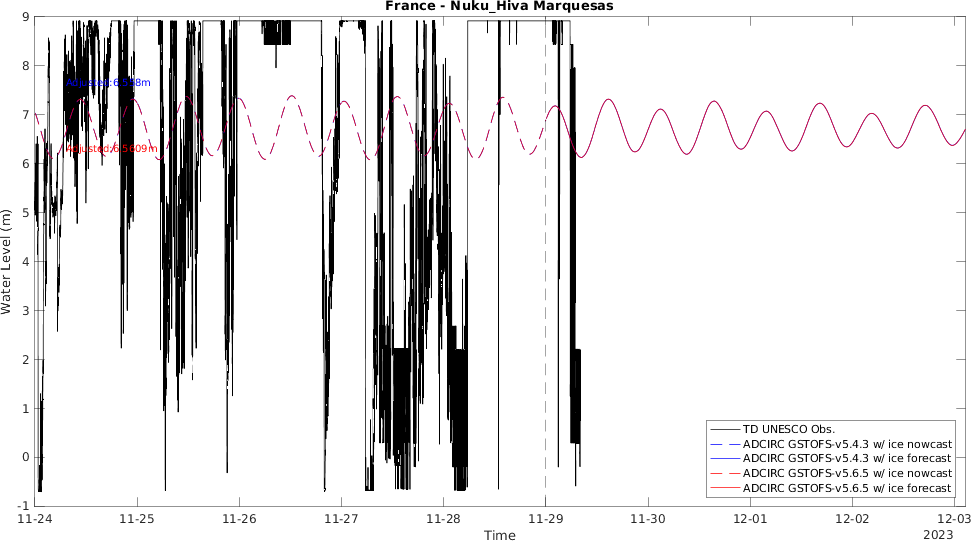 France - Nuku_Hiva Marquesas
9
8
7
6
5
4
3
2
1
0
-1
Water Level (m)
Adjusted:6.5609m
TD UNESCO Obs.
ADCIRC GSTOFS-v5.4.3 w/ ice nowcast
ADCIRC GSTOFS-v5.4.3 w/ ice forecast
ADCIRC GSTOFS-v5.6.5 w/ ice nowcast
ADCIRC GSTOFS-v5.6.5 w/ ice forecast
11-24 11-25 11-26 11-27 11-28 11-29 11-30 12-01 12-02 12-03
Time
2023